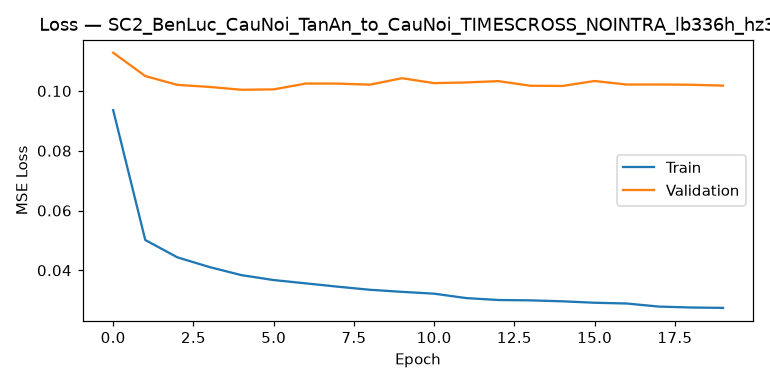 Loss — SC2_BenLuc_CauNoi_TanAn_to_CauNoi_TIMESCROSS_NOINTRA_lb336h_hz3
0.10
0.08
0.06
0.04
MSE Loss
Train
Validation
0.0 2.5 5.0 7.5 10.0 12.5 15.0 17.5
Epoch